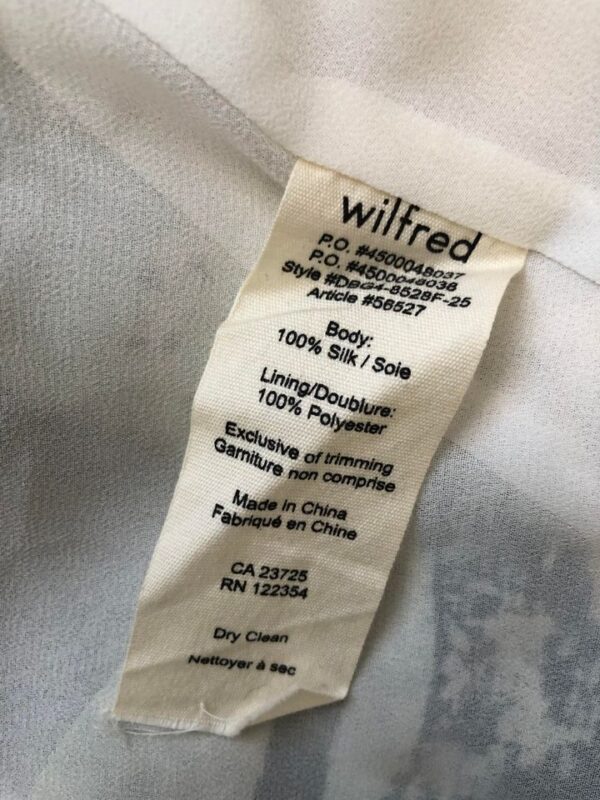 wilfred
P.O. #4500048037
P.O. #4500048038
Style #DBG4-8528F-25
Article #56527
Body:
100% Silk / Soie
Lining/Doublure:
100% Polyester
Exclusive of trimming
Garniture non comprise
Made in China
Fabriqué en Chine
CA 23725
RN 122354
Dry Clean
Nettoyer à sec